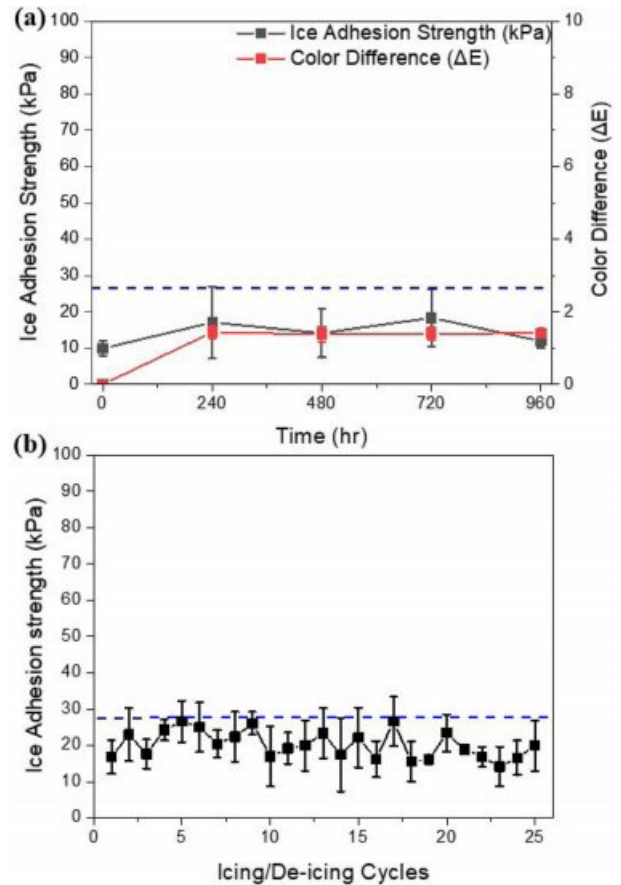 (a)
Ice Adhesion Strength (kPa)
Color Difference (ΔE)
100
90
80
70
60
50
40
30
20
10
0
Ice Adhesion Strength (kPa)
10
8
6
4
2
0
Color Difference (ΔE)
0 240 480 720 960
Time (hr)
(b)
100
90
80
70
60
50
40
30
20
10
0
Ice Adhesion strength (kPa)
0 5 10 15 20 25
Icing/De-icing Cycles